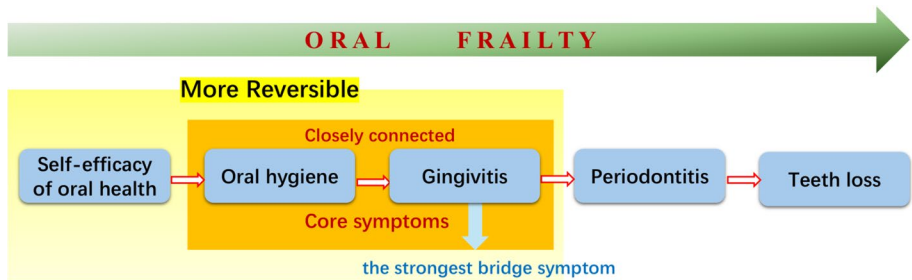 ORAL FRAILTY
More Reversible
Closely connected
Self-efficacy
of oral health
Oral hygiene
Gingivitis
Periodontitis
Teeth loss
Core symptoms
the strongest bridge symptom